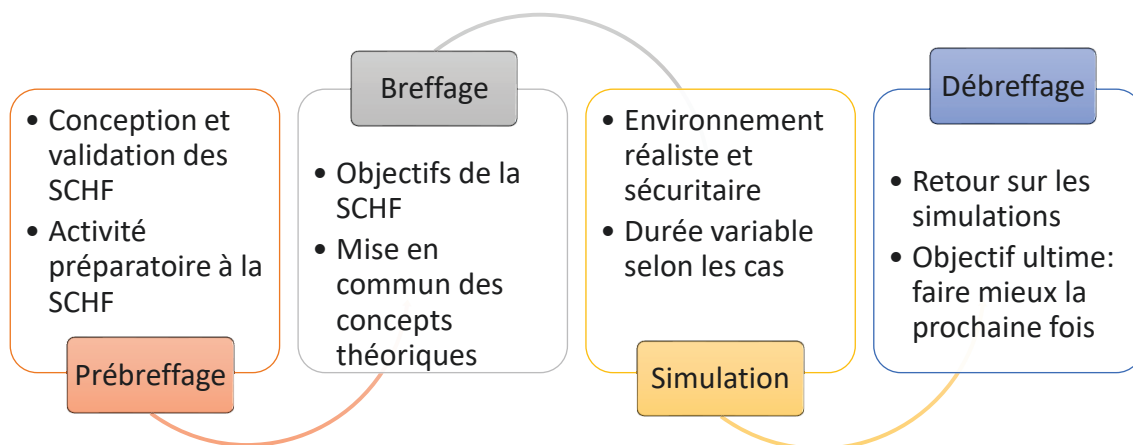 • Conception et
validation des
SCHF
• Activité
préparatoire à la
SCHF
Prébreffage
Breffage
• Objectifs de la
SCHF
• Mise en
commun des
concepts
théoriques
• Environnement
réaliste et
sécuritaire
• Durée variable
selon les cas
Simulation
Débreffage
• Retour sur les
simulations
• Objectif ultime:
faire mieux la
prochaine fois